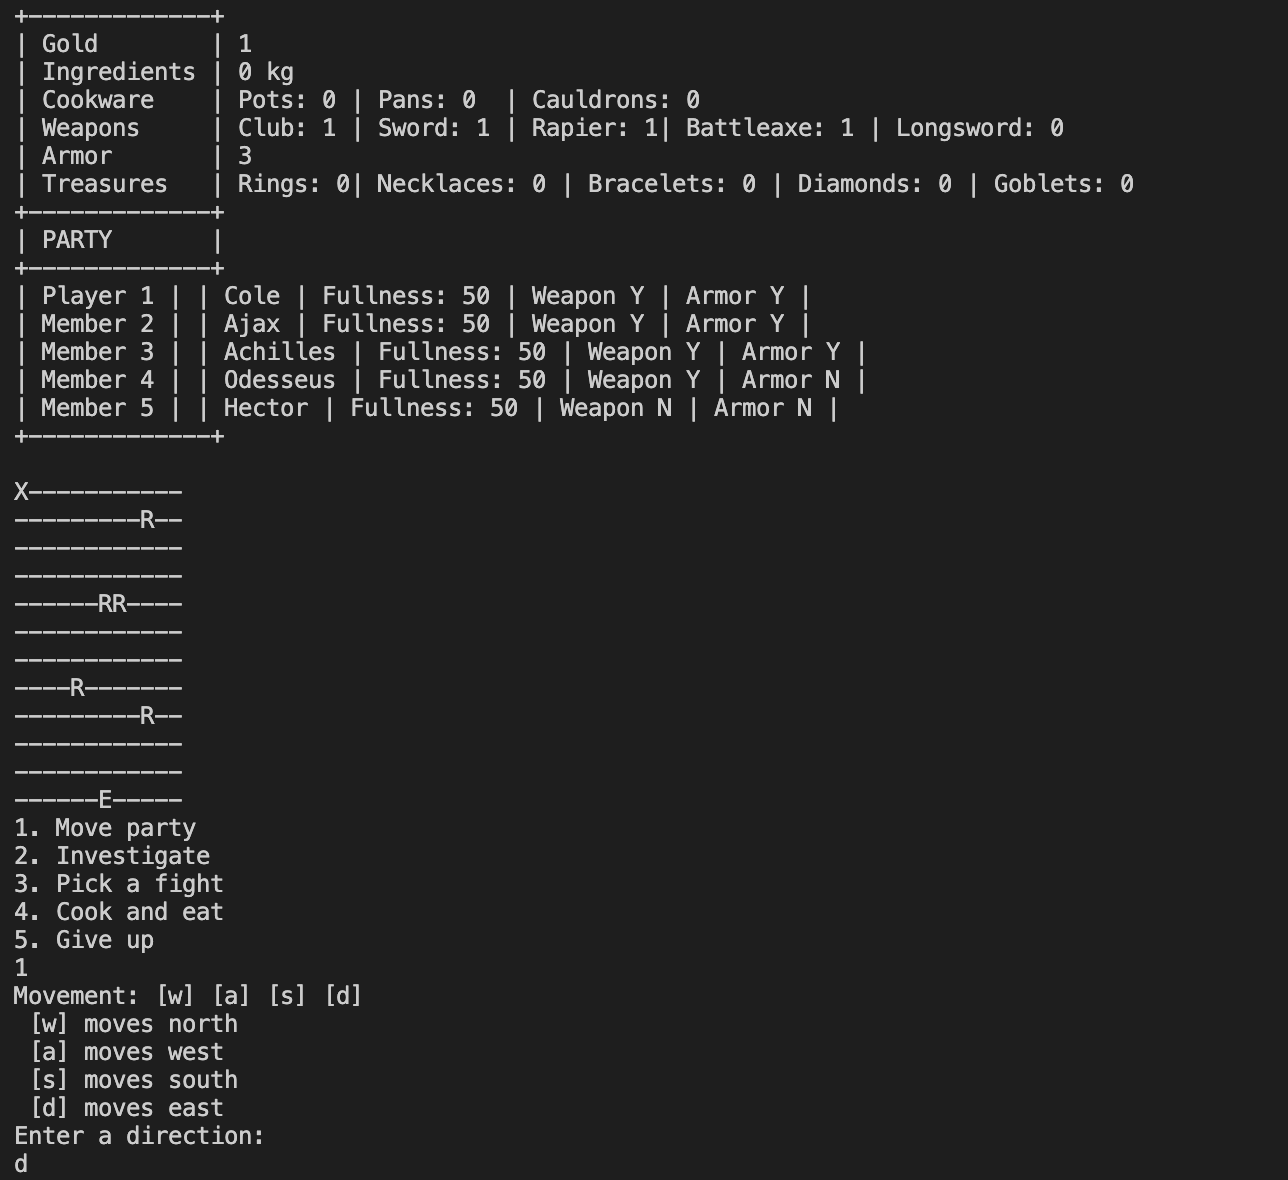 +-------------+
| Gold        | 1
| Ingredients | 0 kg
| Cookware    | Pots: 0 | Pans: 0  | Cauldrons: 0
| Weapons     | Club: 1 | Sword: 1 | Rapier: 1| Battleaxe: 1 | Longsword: 0
| Armor       | 3
| Treasures   | Rings: 0| Necklaces: 0 | Bracelets: 0 | Diamonds: 0 | Goblets: 0
+-------------+
| PARTY       |
+-------------+
| Player 1 | | Cole | Fullness: 50 | Weapon Y | Armor Y |
| Member 2 | | Ajax | Fullness: 50 | Weapon Y | Armor Y |
| Member 3 | | Achilles | Fullness: 50 | Weapon Y | Armor Y |
| Member 4 | | Odesseus | Fullness: 50 | Weapon Y | Armor N |
| Member 5 | | Hector | Fullness: 50 | Weapon N | Armor N |
+-------------+

X-----------
---------R--
------------
------------
------RR----
------------
------------
----R-------
---------R--
------------
------------
------E-----
1. Move party
2. Investigate
3. Pick a fight
4. Cook and eat
5. Give up
1
Movement: [w] [a] [s] [d]
 [w] moves north
 [a] moves west
 [s] moves south
 [d] moves east
Enter a direction:
d